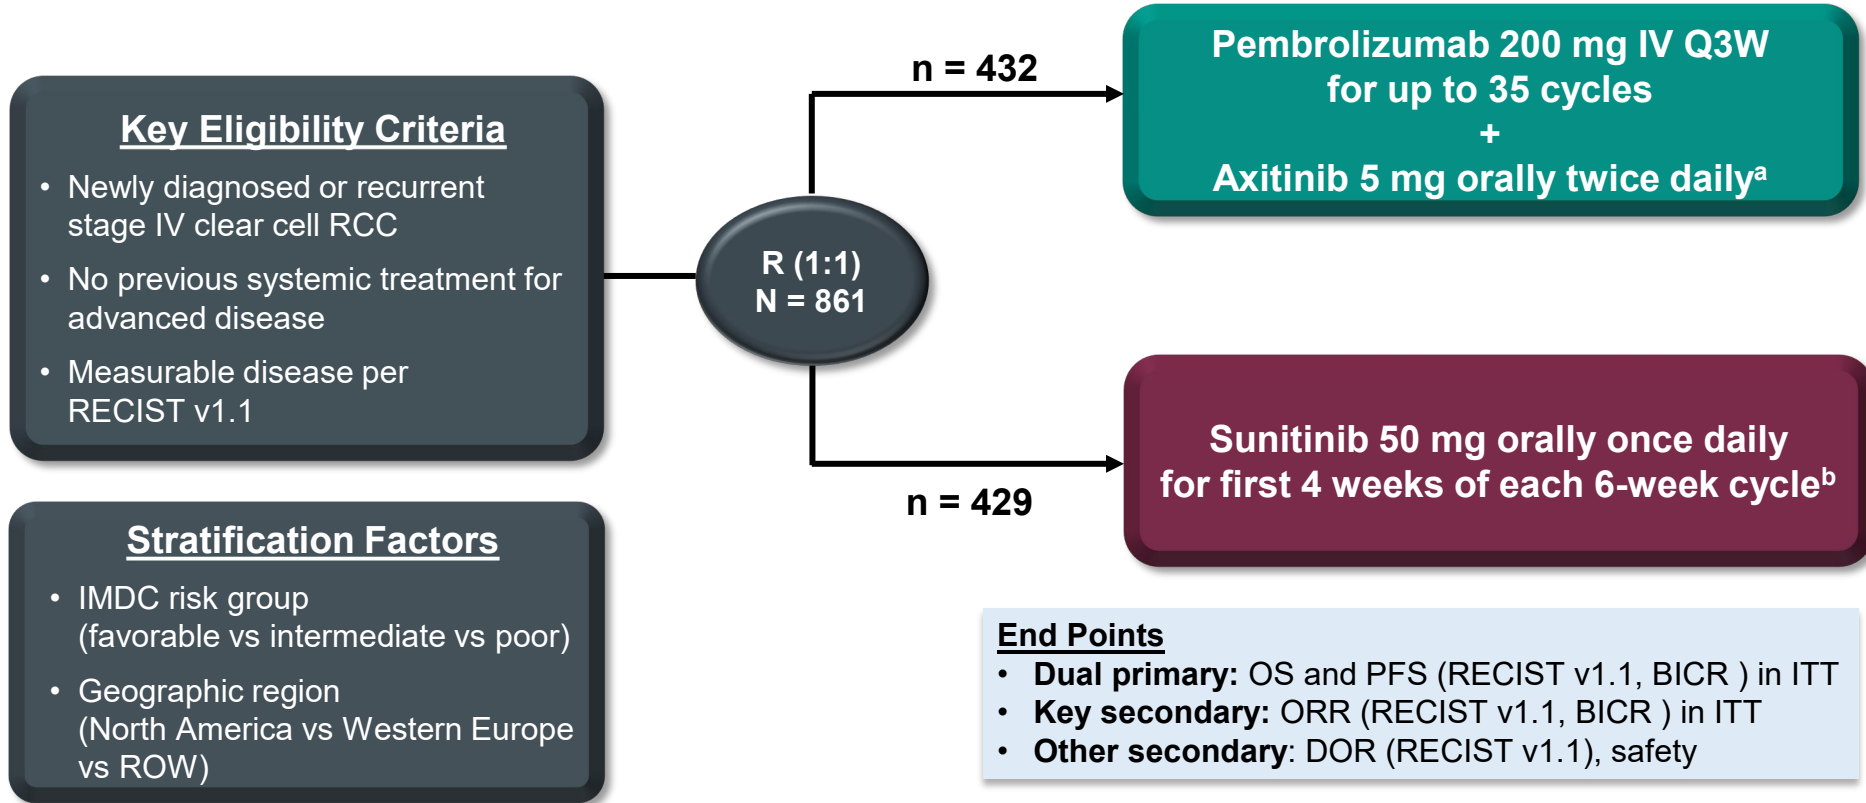 Key Eligibility Criteria
• Newly diagnosed or recurrent
stage IV clear cell RCC
• No previous systemic treatment for
advanced disease
• Measurable disease per
RECIST v1.1
Stratification Factors
• IMDC risk group
(favorable vs intermediate vs poor)
• Geographic region
(North America vs Western Europe
vs ROW)
R (1:1)
N = 861
n = 432
Pembrolizumab 200 mg IV Q3W
for up to 35 cycles
+
Axitinib 5 mg orally twice dailyᵃ
n = 429
Sunitinib 50 mg orally once daily
for first 4 weeks of each 6-week cycleᵇ
End Points
• Dual primary: OS and PFS (RECIST v1.1, BICR ) in ITT
• Key secondary: ORR (RECIST v1.1, BICR ) in ITT
• Other secondary: DOR (RECIST v1.1), safety